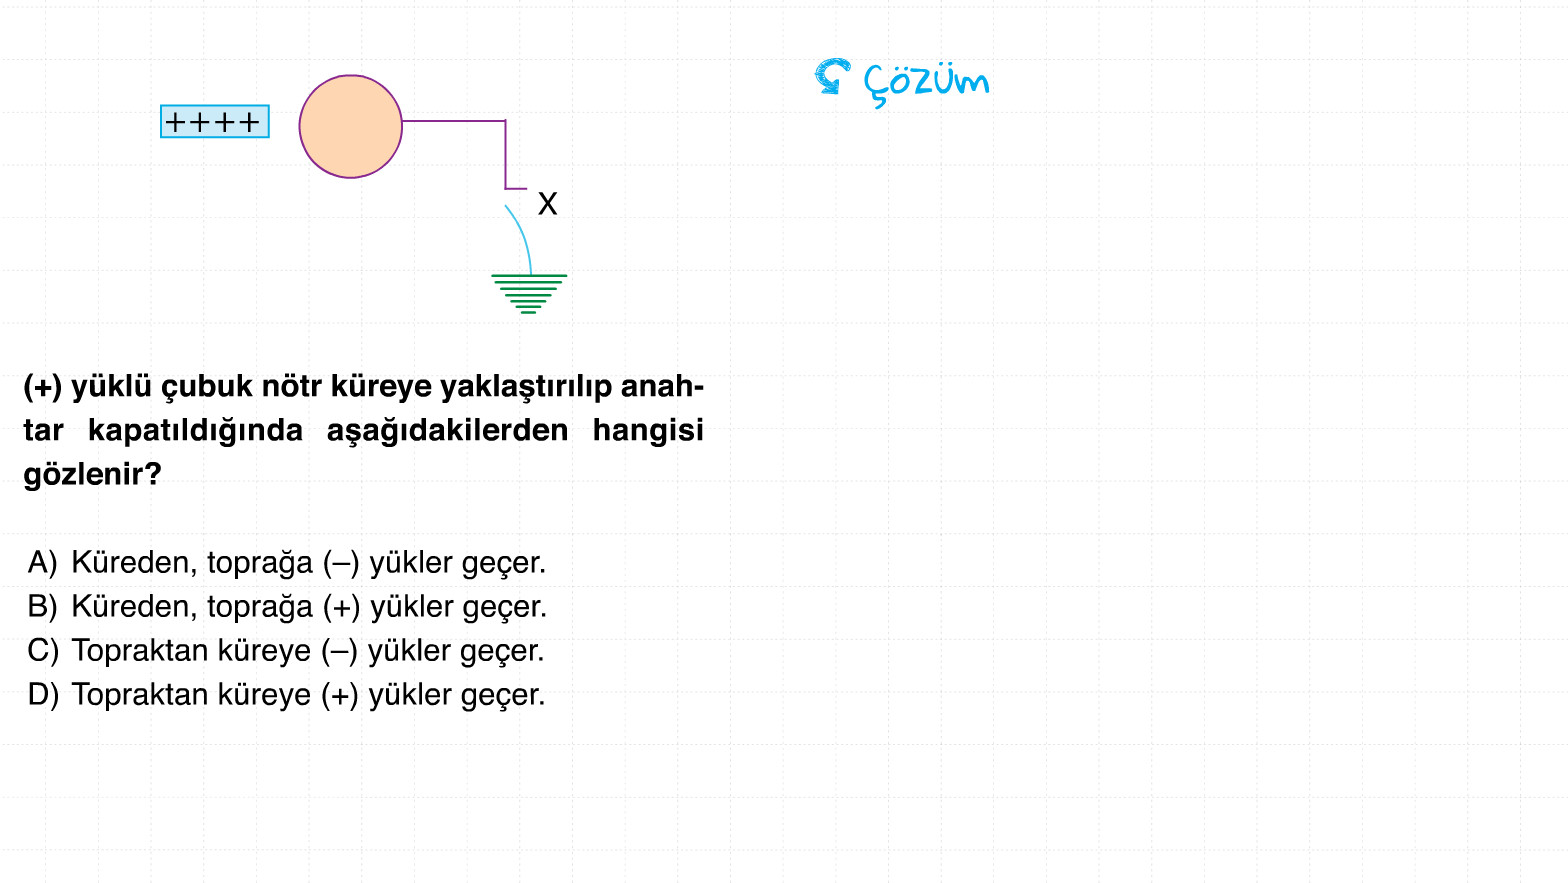 ++++
X
(+) yüklü çubuk nötr küreye yaklaştırılıp anah-
tar kapatıldığında aşağıdakilerden hangisi
gözlenir?
A) Küreden, toprağa (–) yükler geçer.
B) Küreden, toprağa (+) yükler geçer.
C) Topraktan küreye (–) yükler geçer.
D) Topraktan küreye (+) yükler geçer.
Çözüm